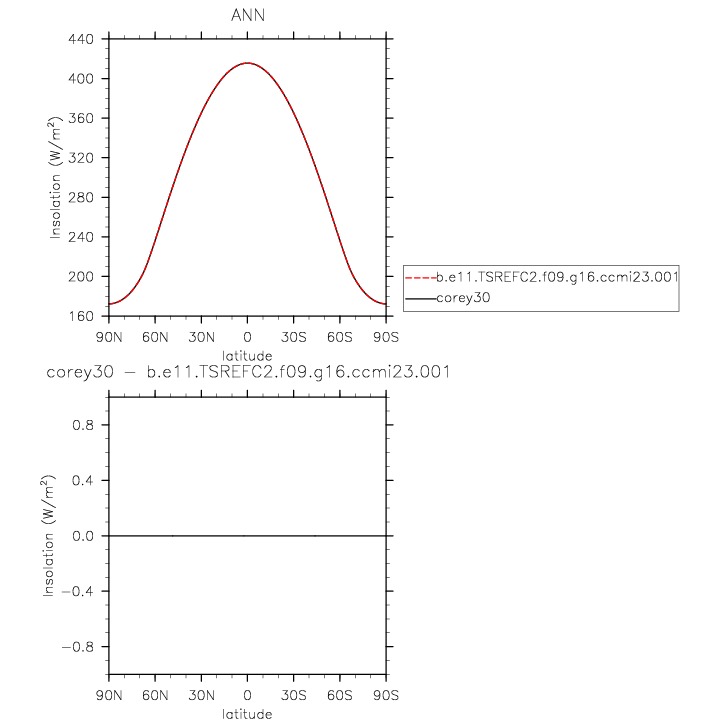 ANN
440
400
360
320
280
240
200
160
Insolation (W/m²)
90N 60N 30N 0 30S 60S 90S
latitude
b.e11.TSREFC2.f09.g16.ccmi23.001
corey30
corey30 − b.e11.TSREFC2.f09.g16.ccmi23.001
0.8
0.4
0.0
−0.4
−0.8
Insolation (W/m²)
90N 60N 30N 0 30S 60S 90S
latitude